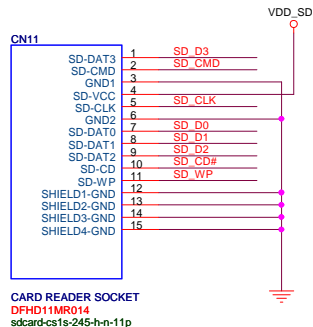 VDD_SD
CN11
SD-DAT3 1 SD_D3
SD-CMD 2 SD_CMD
GND1 3
SD-VCC 4
SD-CLK 5 SD_CLK
GND2 6
SD-DAT0 7 SD_D0
SD-DAT1 8 SD_D1
SD-DAT2 9 SD_D2
SD-CD 10 SD_CD#
SD-WP 11 SD_WP
SHIELD1-GND 12
SHIELD2-GND 13
SHIELD3-GND 14
SHIELD4-GND 15
CARD READER SOCKET
DFHD11MR014
sdcard-cs1s-245-h-n-11p